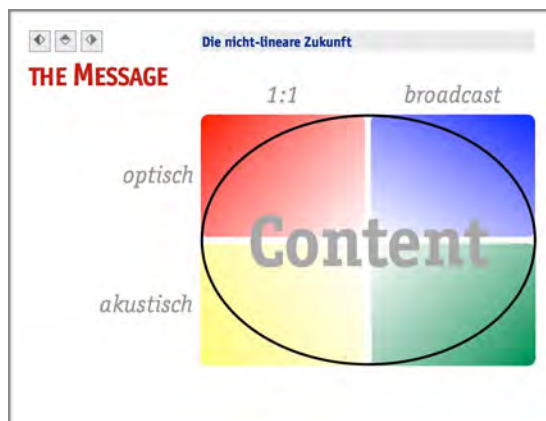 Die nicht-lineare Zukunft
THE MESSAGE
1:1 broadcast
optisch
Content
akustisch